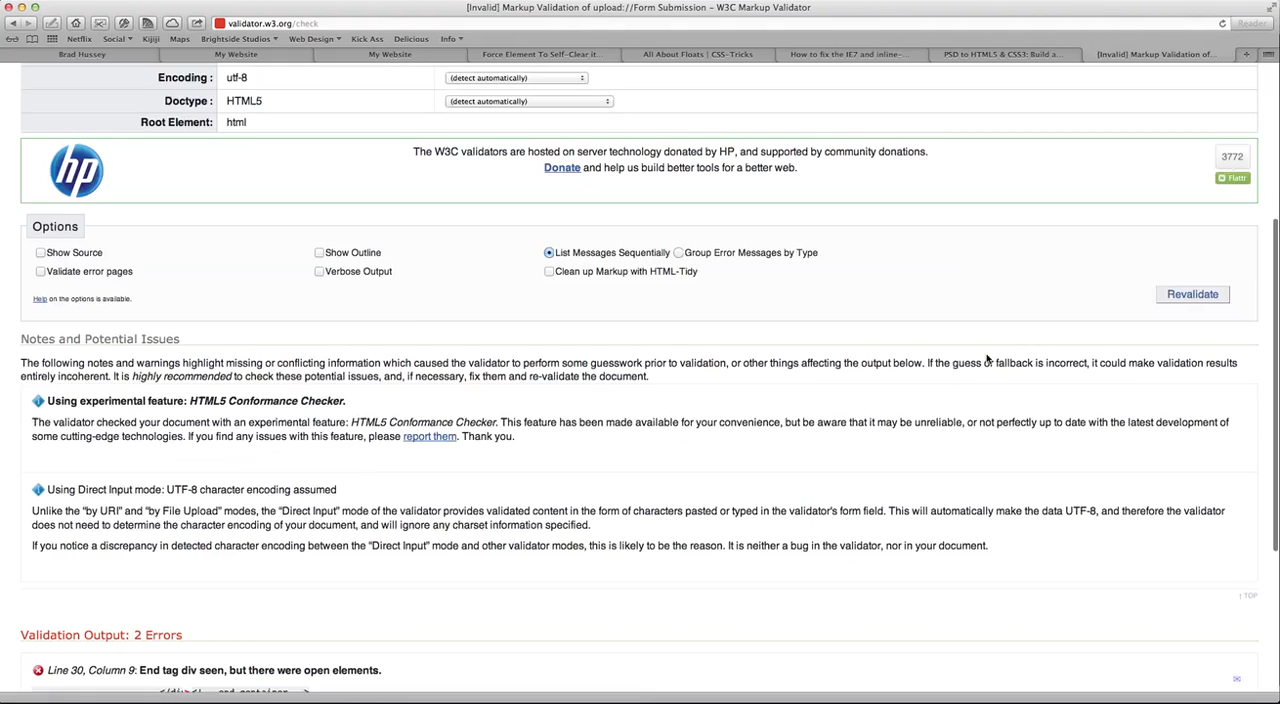 [Invalid] Markup Validation of upload://Form Submission – W3C Markup Validator
validator.w3.org/check
Reader
Netflix Social Kijiji Maps Brightside Studios Web Design Kick Ass Delicious Info
Brad Hussey My Website My Website Force Element To Self-Clear it... All About Floats | CSS-Tricks How to fix the IE7 and inline-... PSD to HTML5 & CSS3: Build a... [Invalid] Markup Validation of...
Encoding : utf-8 (detect automatically)
Doctype : HTML5 (detect automatically)
Root Element: html
hp
The W3C validators are hosted on server technology donated by HP, and supported by community donations.
Donate and help us build better tools for a better web.
3772
Flattr
Options
Show Source Show Outline List Messages Sequentially Group Error Messages by Type
Validate error pages Verbose Output Clean up Markup with HTML-Tidy
Help on the options is available.
Revalidate
Notes and Potential Issues
The following notes and warnings highlight missing or conflicting information which caused the validator to perform some guesswork prior to validation, or other things affecting the output below. If the guess or fallback is incorrect, it could make validation results
entirely incoherent. It is highly recommended to check these potential issues, and, if necessary, fix them and re-validate the document.
Using experimental feature: HTML5 Conformance Checker.
The validator checked your document with an experimental feature: HTML5 Conformance Checker. This feature has been made available for your convenience, but be aware that it may be unreliable, or not perfectly up to date with the latest development of
some cutting-edge technologies. If you find any issues with this feature, please report them. Thank you.
Using Direct Input mode: UTF-8 character encoding assumed
Unlike the “by URI” and “by File Upload” modes, the “Direct Input” mode of the validator provides validated content in the form of characters pasted or typed in the validator's form field. This will automatically make the data UTF-8, and therefore the validator
does not need to determine the character encoding of your document, and will ignore any charset information specified.
If you notice a discrepancy in detected character encoding between the “Direct Input” mode and other validator modes, this is likely to be the reason. It is neither a bug in the validator, nor in your document.
↑ TOP
Validation Output: 2 Errors
Line 30, Column 9: End tag div seen, but there were open elements.
</div><!-- end container -->